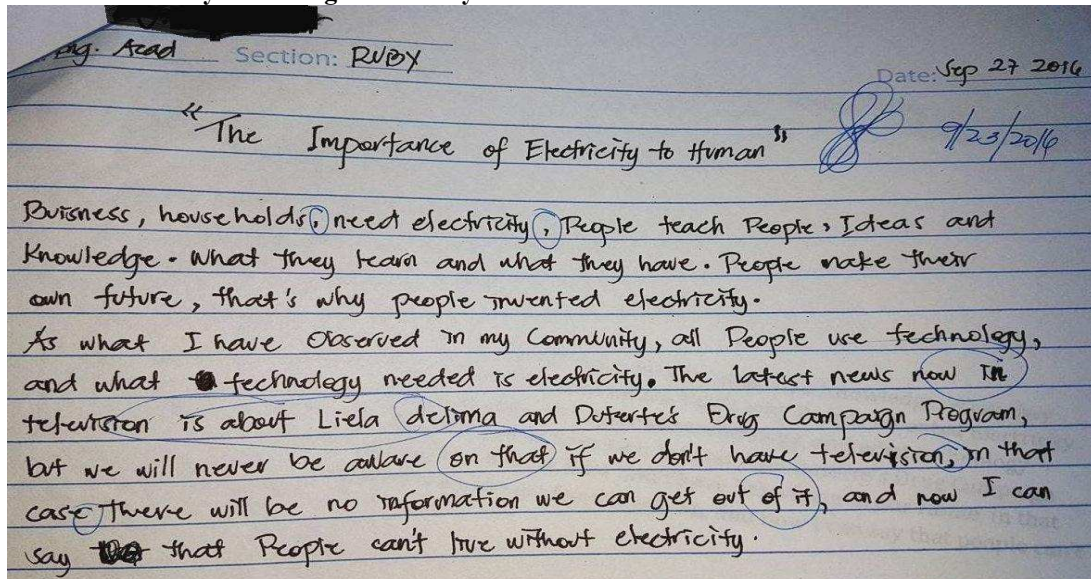 Eng. Acad Section: RUBY
Date: Sep 27 2016
"The Importance of Electricity to Human"
9/23/2016
Buisness, households, need electricity, People teach People, Ideas and
Knowledge. What they learn and what they have. People make their
own future, that's why people invented electricity.
As what I have Observed in my Community, all People use technology,
and what technology needed is electricity. The latest news now in
television is about Liela delima and Duterte's Drug Campaign Program,
but we will never be aware on that if we don't have television, in that
case, there will be no information we can get out of it, and now I can
say that People can't live without electricity.